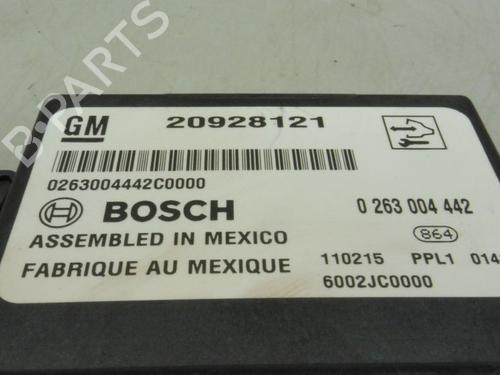 GM 20928121
0263004442C0000
BOSCH 0 263 004 442
ASSEMBLED IN MEXICO 864
FABRIQUE AU MEXIQUE 110215 PPL1
6002JC0000
B-PARTS